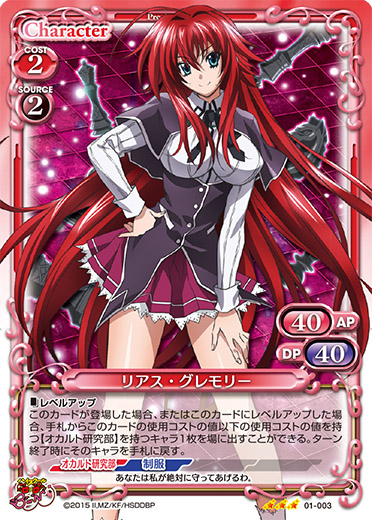 Character
COST
2
SOURCE
2
40 AP
DP 40
リアス・グレモリー
■レベルアップ
このカードが登場した場合、またはこのカードにレベルアップした場
合、手札からこのカードの使用コストの値以下の使用コストの値を持
つ【オカルト研究部】を持つキャラ1枚を場に出すことができる。ターン
終了時にそのキャラを手札に戻す。
オカルト研究部 制服
あなたは私が絶対に守ってあげるわ。
©2015 II,MZ/KF/HSDDBP
01-003